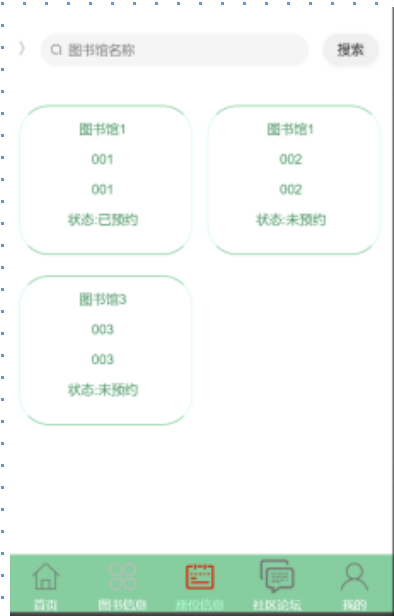 》 图书馆名称 搜索
图书馆1
001
001
状态:已预约
图书馆1
002
002
状态:未预约
图书馆3
003
003
状态:未预约
首页 图书信息 座位信息 社区论坛 我的